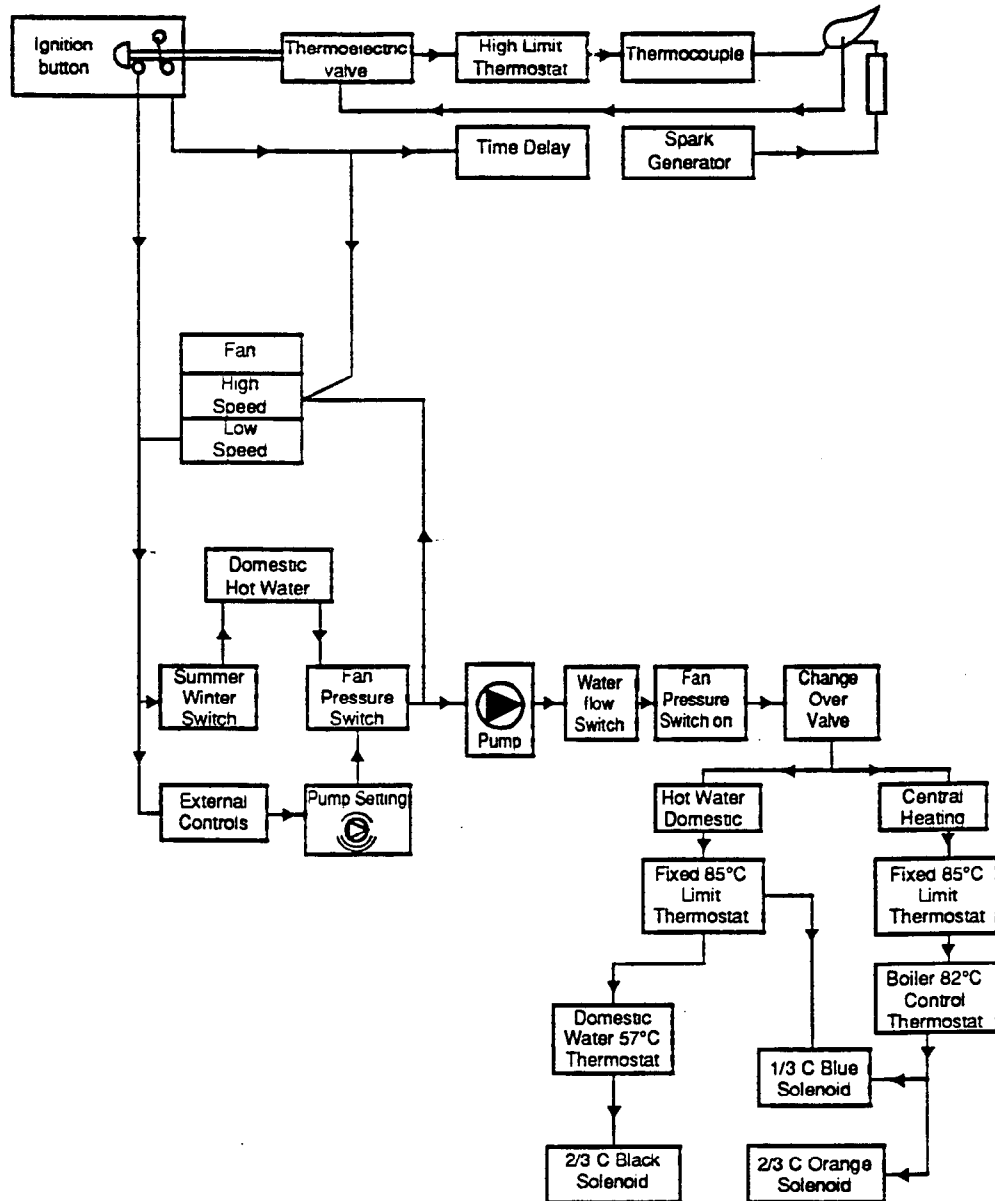 Ignition
button
Thermoelectric
valve
High Limit
Thermostat
Thermocouple
Time Delay
Spark
Generator
Fan
High
Speed
Low
Speed
Domestic
Hot Water
Summer
Winter
Switch
Fan
Pressure
Switch
Pump
Water
flow
Switch
Fan
Pressure
Switch on
Change
Over
Valve
External
Controls
Pump Setting
Hot Water
Domestic
Central
Heating
Fixed 85°C
Limit
Thermostat
Fixed 85°C
Limit
Thermostat
Domestic
Water 57°C
Thermostat
Boiler 82°C
Control
Thermostat
1/3 C Blue
Solenoid
2/3 C Black
Solenoid
2/3 C Orange
Solenoid